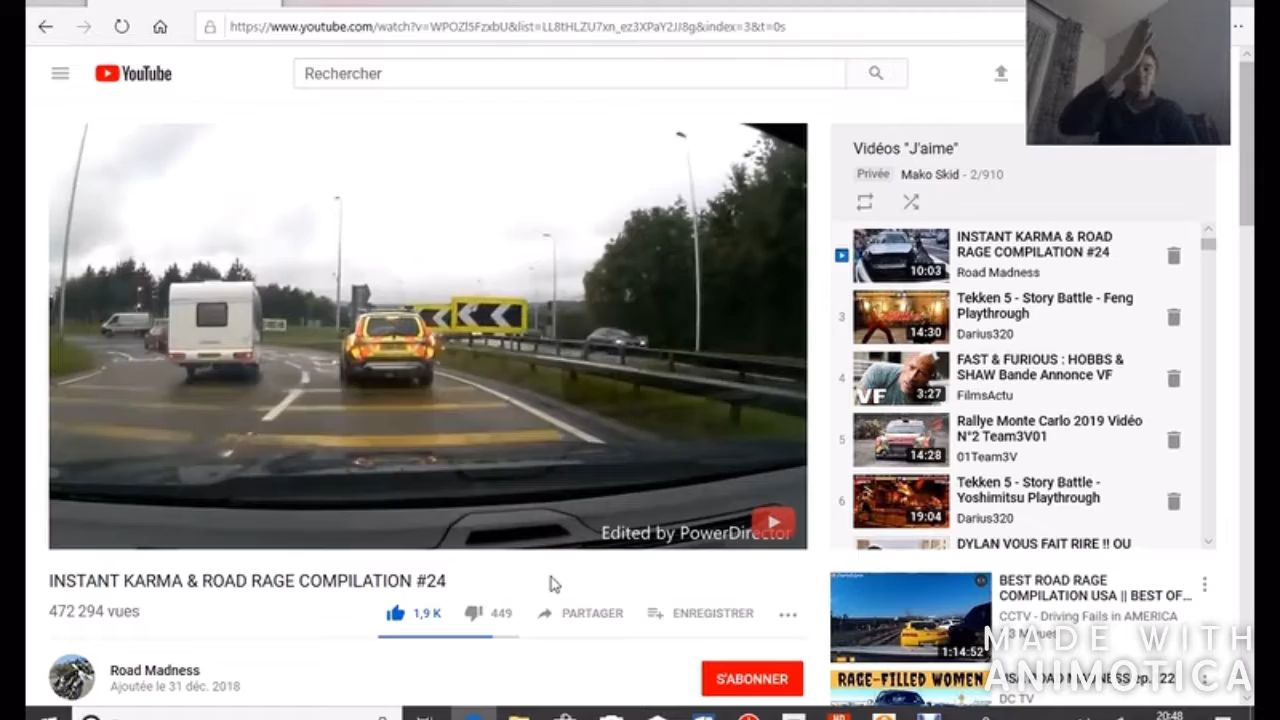 https://www.youtube.com/watch?v=WPOZl5FzxbU&list=LL8tHLZU7xn_ez3XPaY2JJ8g&index=3&t=0s
YouTube
Rechercher
Edited by PowerDirector
INSTANT KARMA & ROAD RAGE COMPILATION #24
472 294 vues
1,9 K
449
PARTAGER
ENREGISTRER
Road Madness
Ajoutée le 31 déc. 2018
S'ABONNER
Vidéos "J'aime"
Privée Mako Skid - 2/910
INSTANT KARMA & ROAD
RAGE COMPILATION #24
Road Madness
10:03
3
Tekken 5 - Story Battle - Feng
Playthrough
Darius320
14:30
4
FAST & FURIOUS : HOBBS &
SHAW Bande Annonce VF
FilmsActu
VF
3:27
5
Rallye Monte Carlo 2019 Vidéo
N°2 Team3V01
01Team3V
14:28
6
Tekken 5 - Story Battle -
Yoshimitsu Playthrough
Darius320
19:04
DYLAN VOUS FAIT RIRE !! OU
BEST ROAD RAGE
COMPILATION USA || BEST OF...
CCTV - Driving Fails in AMERICA
1:14:52
MADE WITH
ANIMOTICA
RAGE-FILLED WOMEN
DC TV
20:48